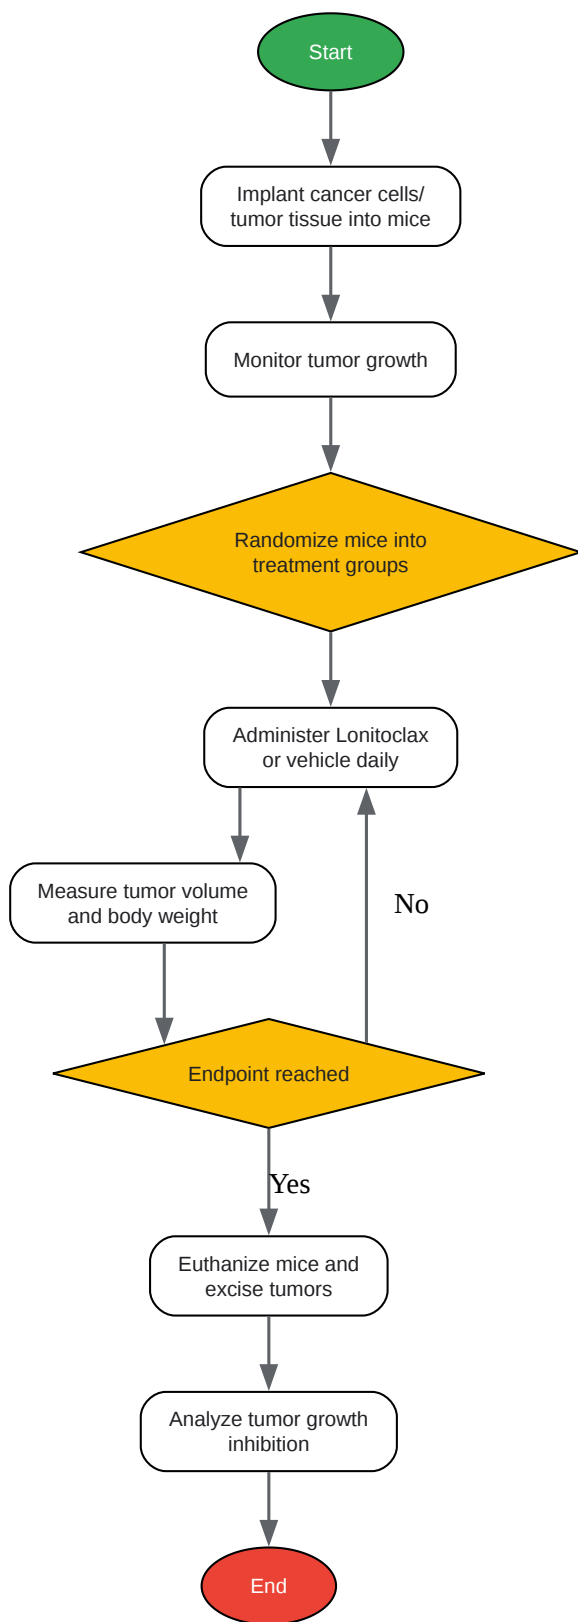 Start
Implant cancer cells/
tumor tissue into mice
Monitor tumor growth
Randomize mice into
treatment groups
Administer Lonitoclax
or vehicle daily
Measure tumor volume
and body weight
No
Endpoint reached
Yes
Euthanize mice and
excise tumors
Analyze tumor growth
inhibition
End